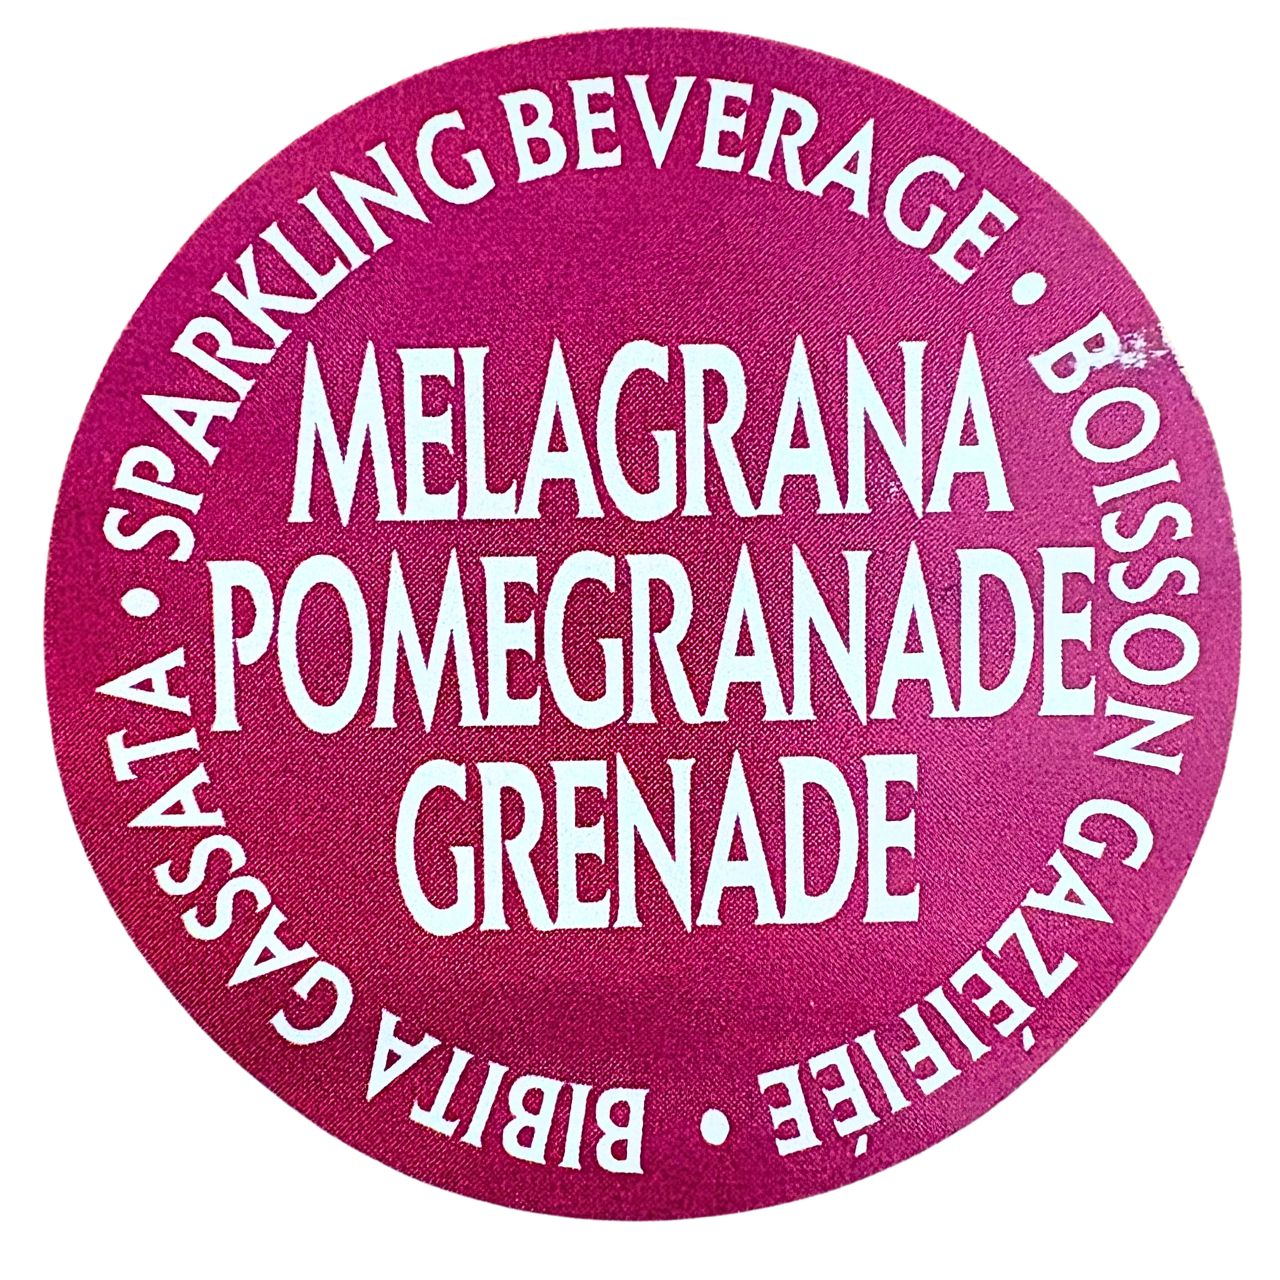 SPARKLING BEVERAGE • BOISSON GAZÉIFIÉE • BIBITA GASSATA •
MELAGRANA
POMEGRANADE
GRENADE